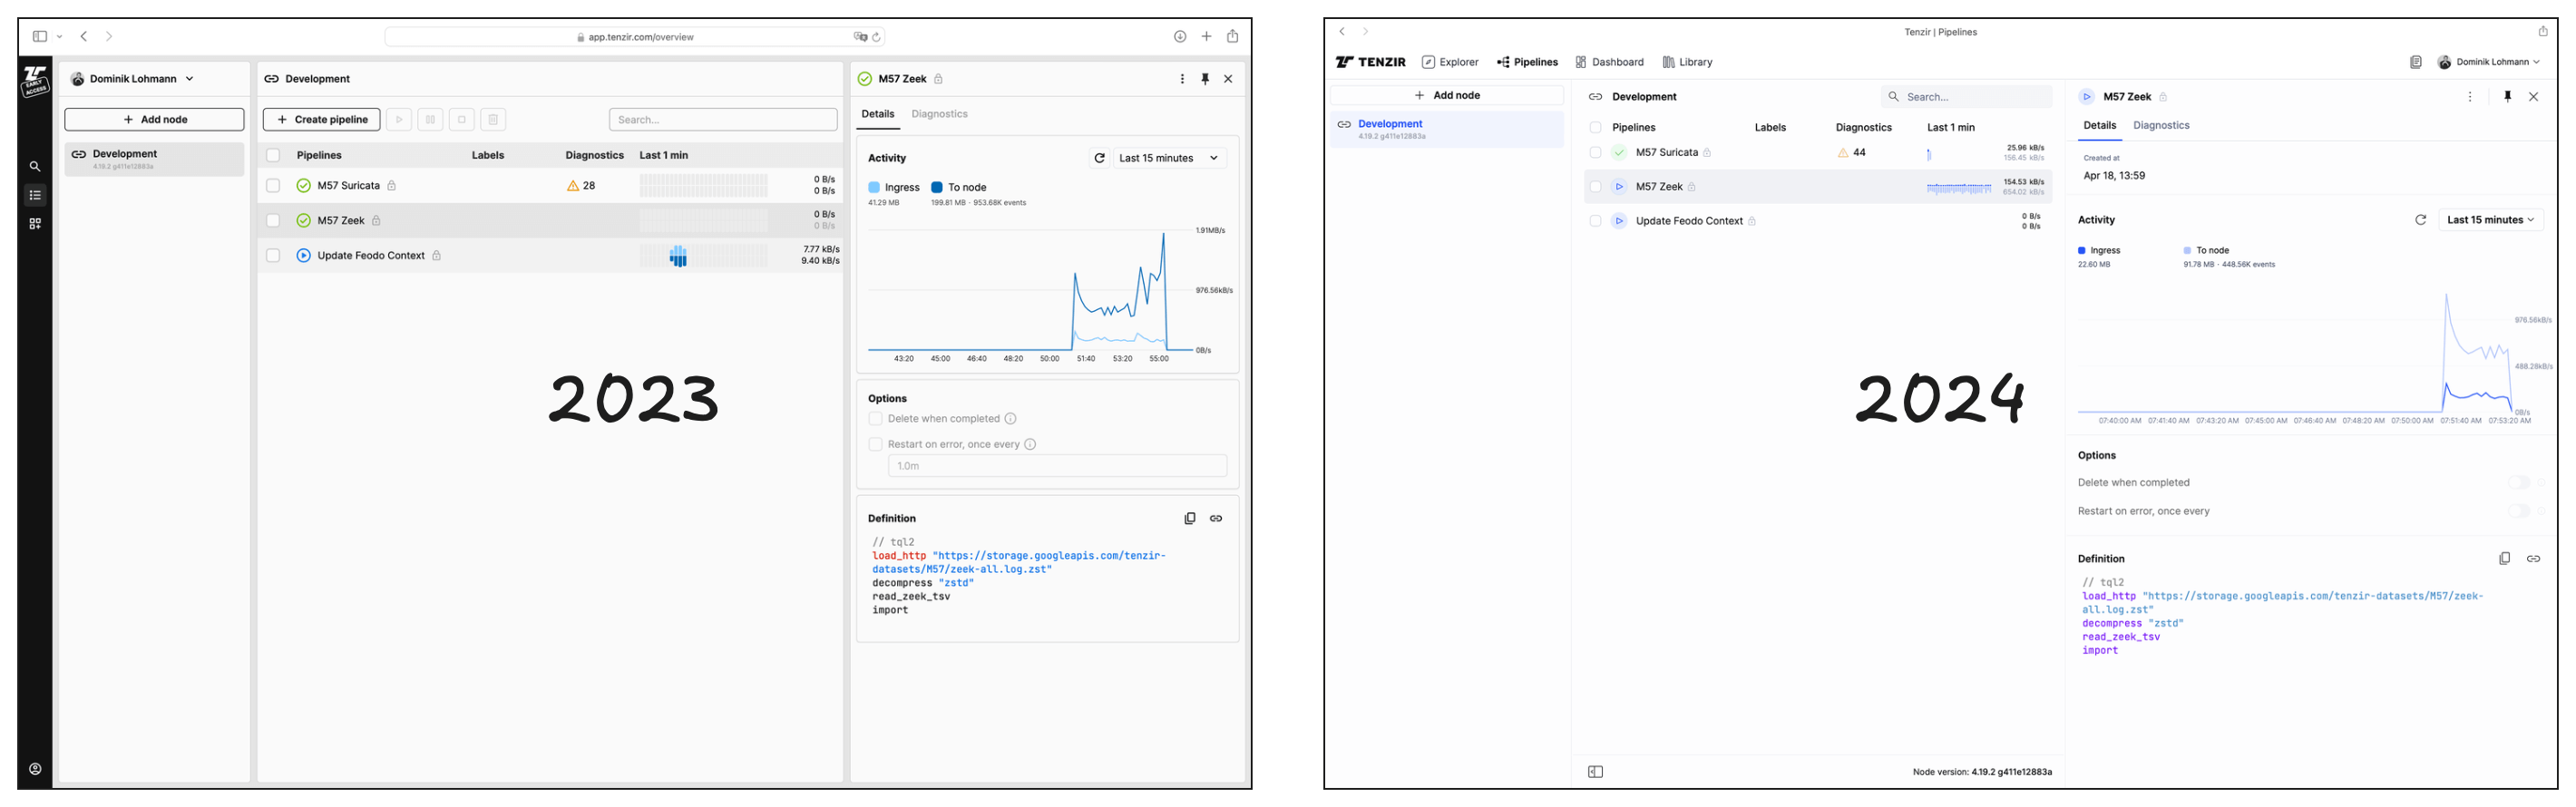 app.tenzir.com/overview
EARLY
ACCESS
Dominik Lohmann
+ Add node
Development
4.19.2 g411e12883a
Development
+ Create pipeline
Search...
Pipelines Labels Diagnostics Last 1 min
M57 Suricata 28 0 B/s
0 B/s
M57 Zeek 0 B/s
0 B/s
Update Feodo Context 7.77 kB/s
9.40 kB/s
2023
M57 Zeek
Details Diagnostics
Activity Last 15 minutes
Ingress To node
41.29 MB 199.81 MB - 953.68K events
1.91MB/s
976.56kB/s
0B/s
43:20 45:00 46:40 48:20 50:00 51:40 53:20 55:00
Options
Delete when completed
Restart on error, once every
1.0m
Definition
// tql2
load_http "https://storage.googleapis.com/tenzir-
datasets/M57/zeek-all.log.zst"
decompress "zstd"
read_zeek_tsv
import
Tenzir | Pipelines
TENZIR Explorer Pipelines Dashboard Library Dominik Lohmann
+ Add node
Development
4.19.2 g411e12883a
Development Search...
Pipelines Labels Diagnostics Last 1 min
M57 Suricata 44 25.96 kB/s
156.45 kB/s
M57 Zeek 154.53 kB/s
654.02 kB/s
Update Feodo Context 0 B/s
0 B/s
2024
Node version: 4.19.2 g411e12883a
M57 Zeek
Details Diagnostics
Created at
Apr 18, 13:59
Activity Last 15 minutes
Ingress To node
22.60 MB 91.78 MB - 448.56K events
976.56kB/s
488.28kB/s
0B/s
07:40:00 AM 07:41:40 AM 07:43:20 AM 07:45:00 AM 07:46:40 AM 07:48:20 AM 07:50:00 AM 07:51:40 AM 07:53:20 AM
Options
Delete when completed
Restart on error, once every
Definition
// tql2
load_http "https://storage.googleapis.com/tenzir-datasets/M57/zeek-
all.log.zst"
decompress "zstd"
read_zeek_tsv
import